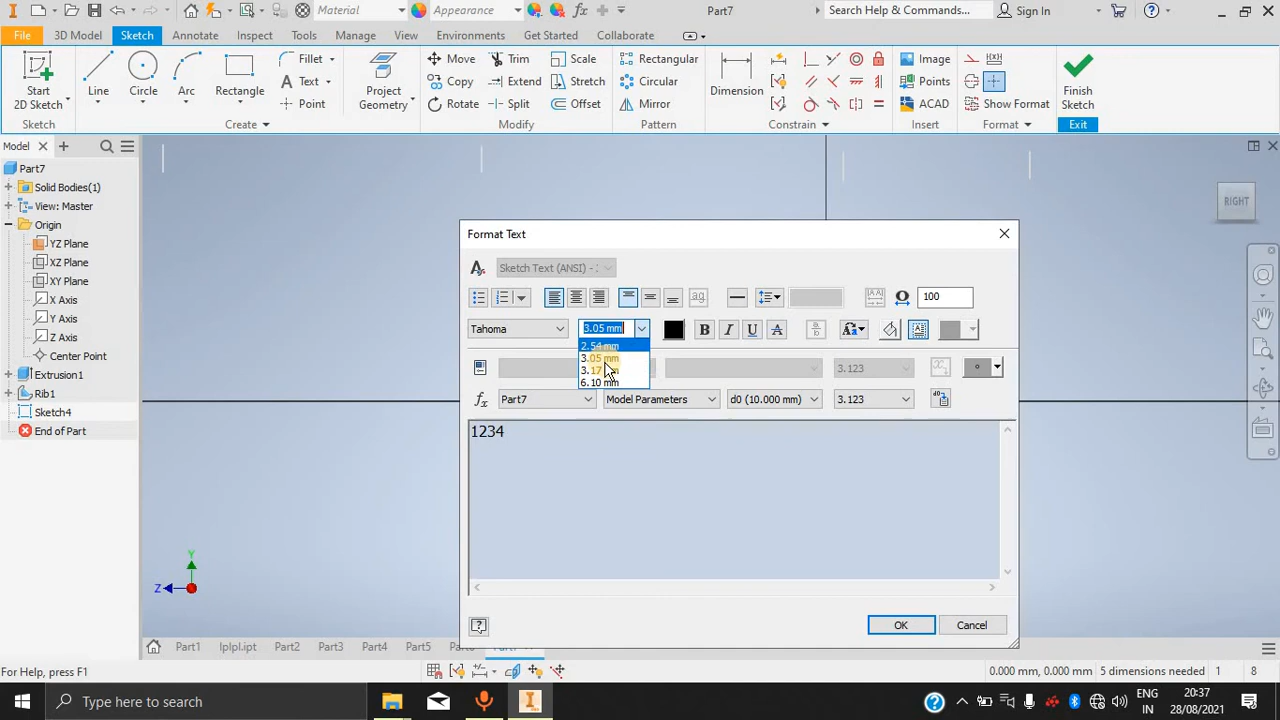 Material
Appearance
Part7
Search Help & Commands...
Sign In
File
3D Model
Sketch
Annotate
Inspect
Tools
Manage
View
Environments
Get Started
Collaborate
Start
2D Sketch
Line
Circle
Arc
Rectangle
Fillet
Text
Point
Project
Geometry
Move
Copy
Rotate
Trim
Extend
Split
Scale
Stretch
Offset
Rectangular
Circular
Mirror
Dimension
Image
Points
ACAD
Show Format
Finish
Sketch
Sketch
Create
Modify
Pattern
Constrain
Insert
Format
Exit
Model
Part7
Solid Bodies(1)
View: Master
Origin
YZ Plane
XZ Plane
XY Plane
X Axis
Y Axis
Z Axis
Center Point
Extrusion1
Rib1
Sketch4
End of Part
RIGHT
Format Text
Sketch Text (ANSI) -
100
Tahoma
3.05 mm
2.54 mm
3.05 mm
6.10 mm
3.123
Part7
Model Parameters
d0 (10.000 mm)
3.123
1234
OK
Cancel
Y
Z
Part1
lplpl.ipt
Part3
Part4
Part5
For Help, press F1
0.000 mm, 0.000 mm
5 dimensions needed
1
8
Type here to search
ENG
IN
20:37
28/08/2021